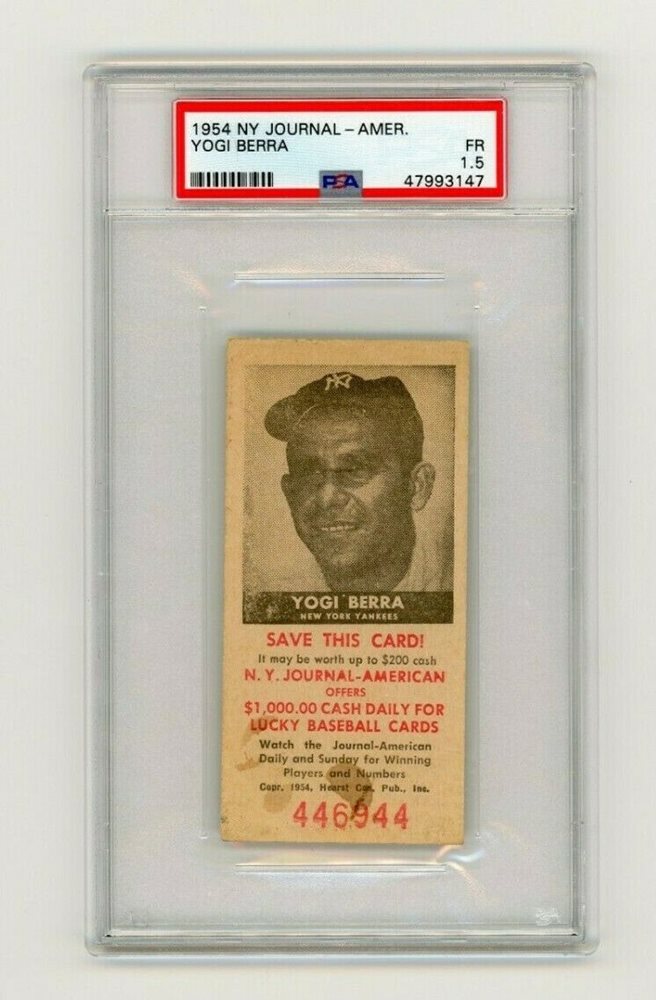 1954 NY JOURNAL - AMER.
YOGI BERRA FR
1.5
PSA 47993147
NY
YOGI BERRA
NEW YORK YANKEES
SAVE THIS CARD!
It may be worth up to $200 cash
N. Y. JOURNAL-AMERICAN
OFFERS
$1,000.00 CASH DAILY FOR
LUCKY BASEBALL CARDS
Watch the Journal-American
Daily and Sunday for Winning
Players and Numbers
Copr. 1954, Hearst Con. Pub., Inc.
446944